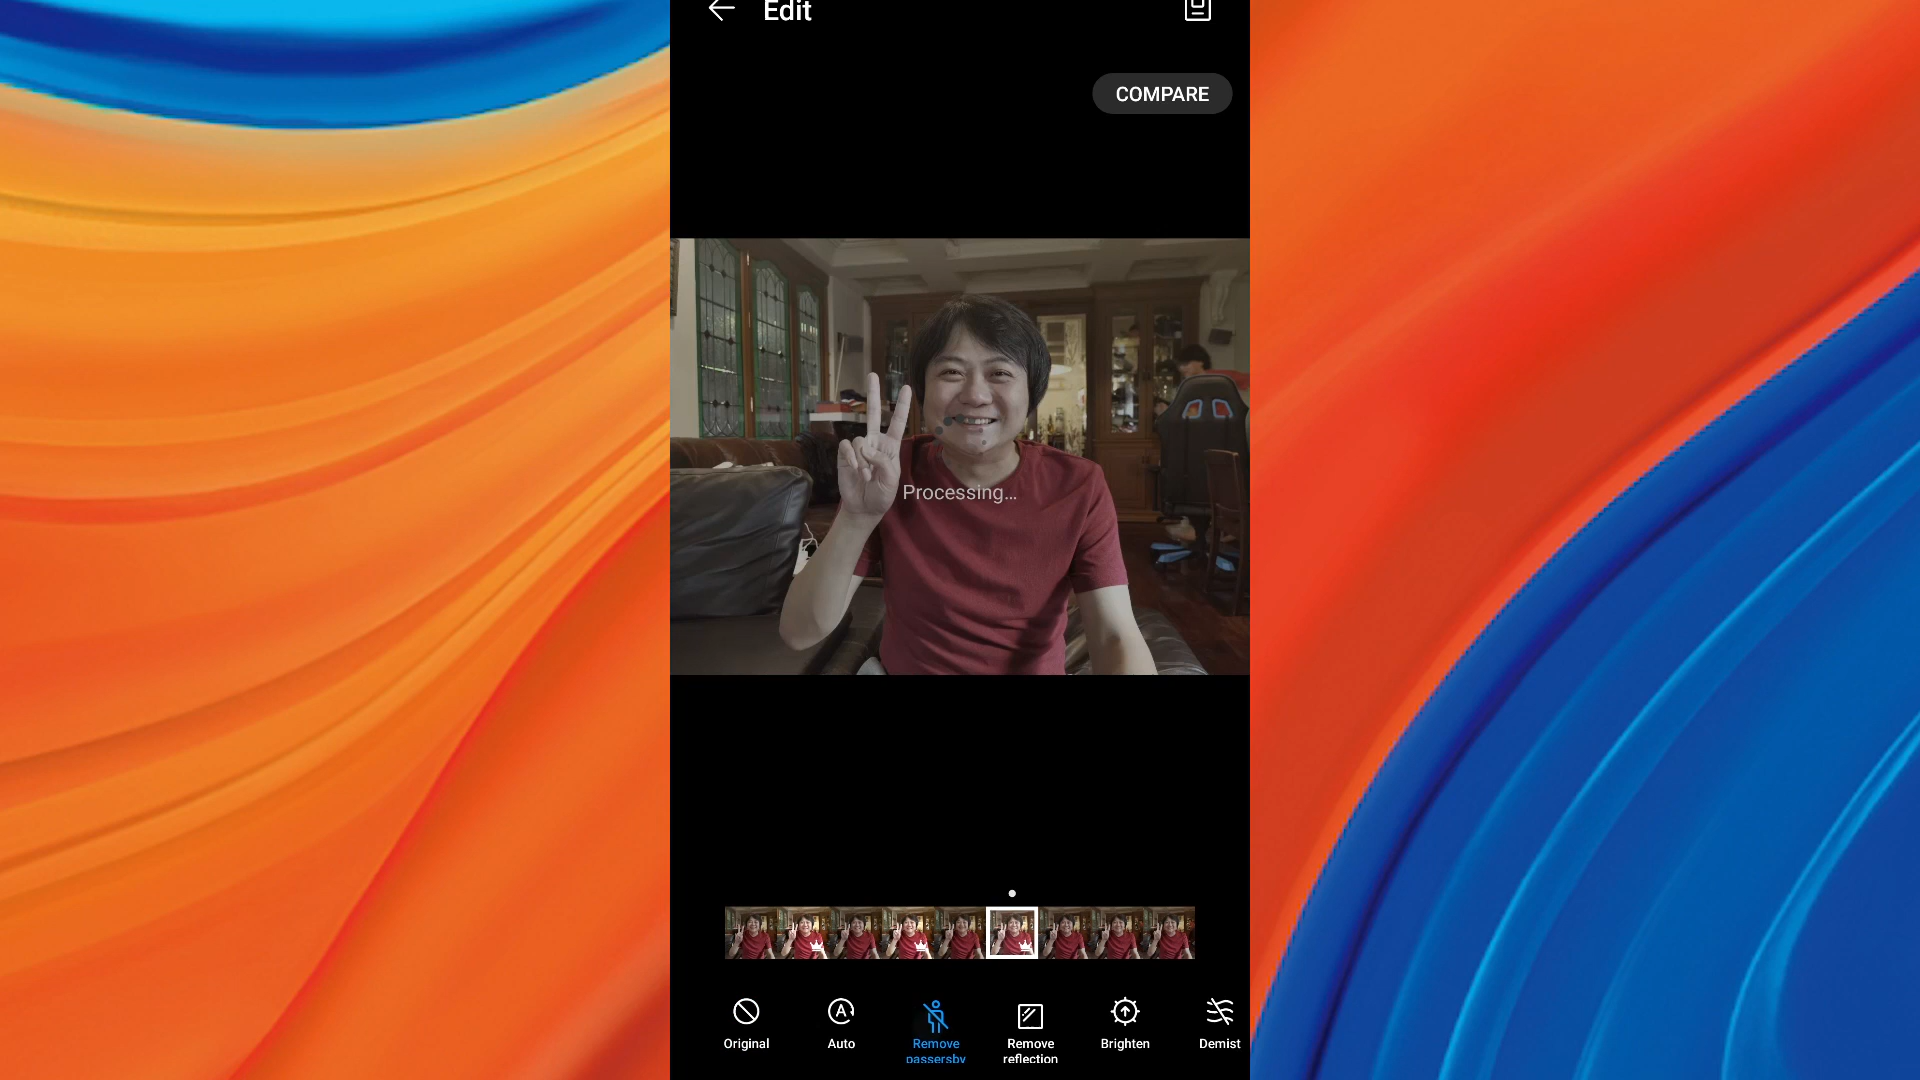 Edit
COMPARE
Processing...
Original
Auto
Remove
passersby
Remove
reflection
Brighten
Demist